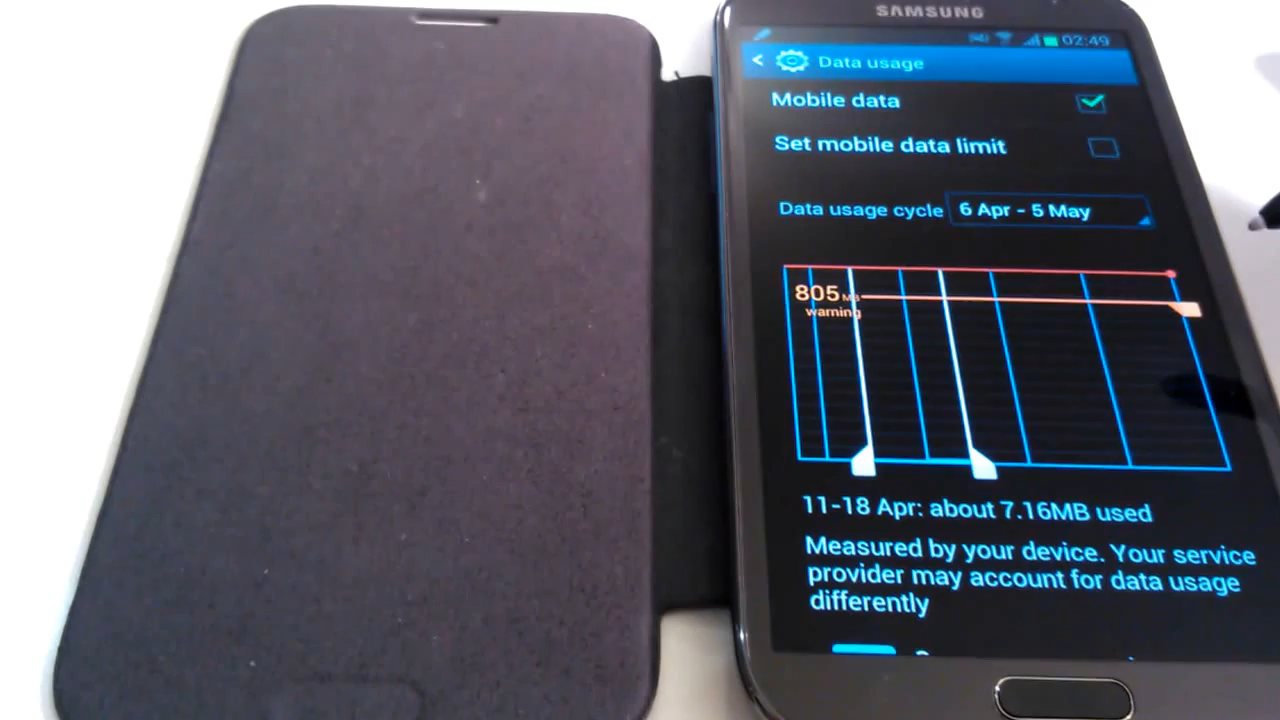 SAMSUNG
02:49
< Data usage
Mobile data
Set mobile data limit
Data usage cycle 6 Apr - 5 May
805 MB
warning
11-18 Apr: about 7.16MB used
Measured by your device. Your service
provider may account for data usage
differently